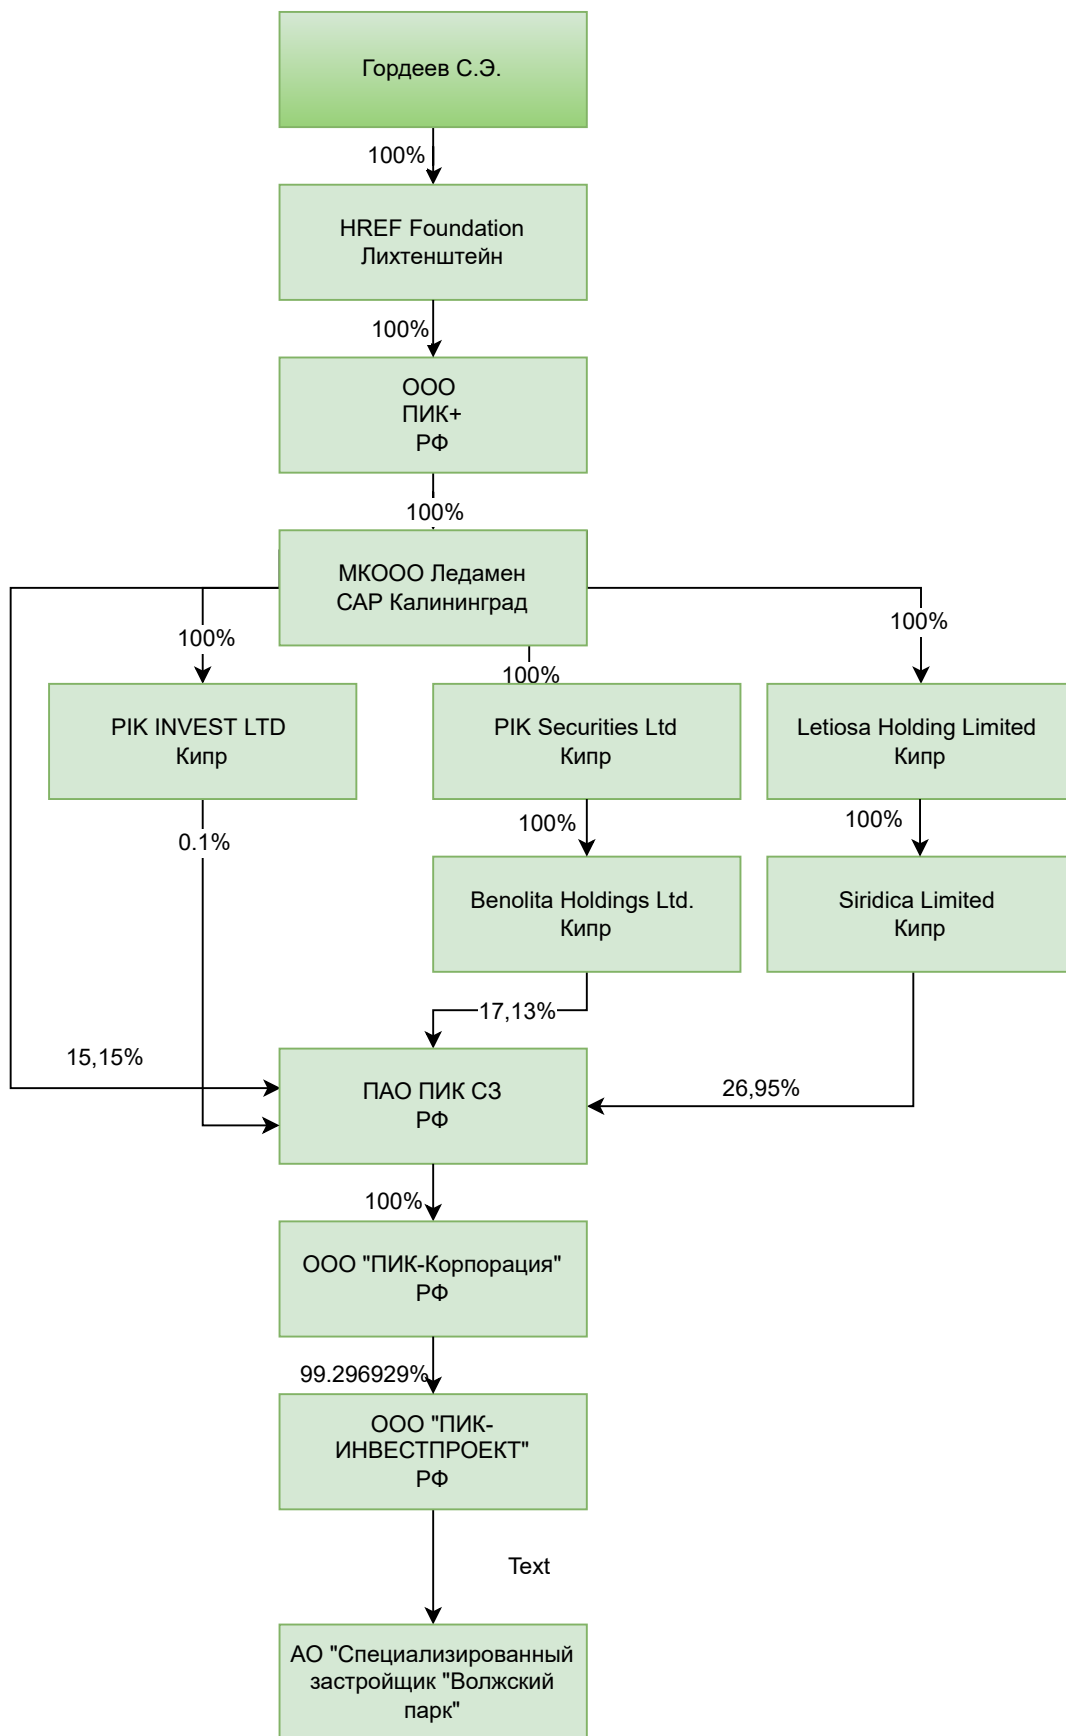 Гордеев С.Э.
100%
HREF Foundation
Лихтенштейн
100%
ООО
ПИК+
РФ
100%
МКООО Ледамен
САР Калининград
100%
100%
100%
PIK INVEST LTD
Кипр
PIK Securities Ltd
Кипр
Letiosa Holding Limited
Кипр
0.1%
100%
100%
Benolita Holdings Ltd.
Кипр
Siridica Limited
Кипр
17,13%
15,15%
ПАО ПИК СЗ
РФ
26,95%
100%
ООО "ПИК-Корпорация"
РФ
99.296929%
ООО "ПИК-
ИНВЕСТПРОЕКТ"
РФ
Text
АО "Специализированный
застройщик "Волжский
парк"